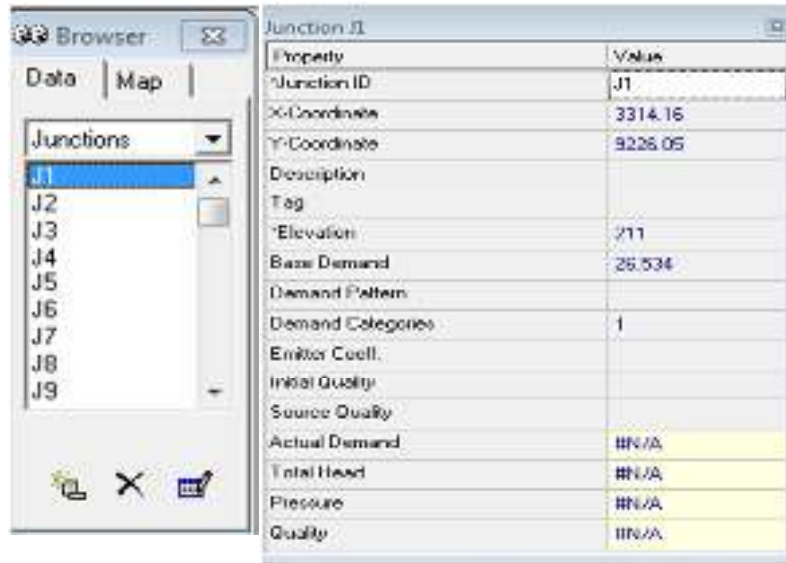 Browser
Data Map
Junctions
J1
J2
J3
J4
J5
J6
J7
J8
J9
Junction J1
Property Value
*Junction ID J1
X-Coordinate 3314.16
Y-Coordinate 9226.05
Description
Tag
*Elevation 211
Base Demand 26.534
Demand Pattern
Demand Categories 1
Emitter Coeff.
Initial Quality
Source Quality
Actual Demand #N/A
Total Head #N/A
Pressure #N/A
Quality #N/A